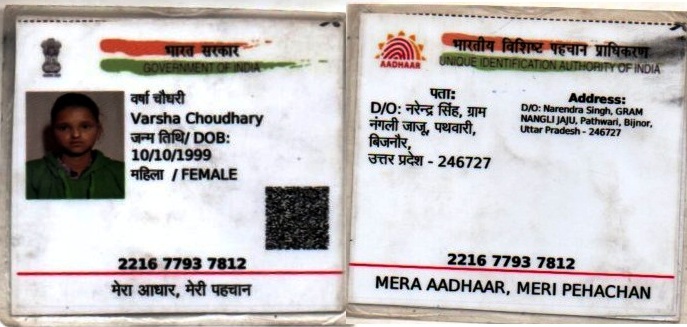 भारत सरकार
GOVERNMENT OF INDIA
वर्षा चौधरी
Varsha Choudhary
जन्म तिथि/ DOB:
10/10/1999
महिला / FEMALE
2216 7793 7812
मेरा आधार, मेरी पहचान
भारतीय विशिष्ट पहचान प्राधिकरण
UNIQUE IDENTIFICATION AUTHORITY OF INDIA
AADHAAR
पता:
D/O: नरेन्द्र सिंह, ग्राम
नंगली जाजू, पथवारी,
बिजनौर,
उत्तर प्रदेश - 246727
Address:
D/O: Narendra Singh, GRAM
NANGLI JAJU, Pathwari, Bijnor,
Uttar Pradesh - 246727
2216 7793 7812
MERA AADHAAR, MERI PEHACHAN